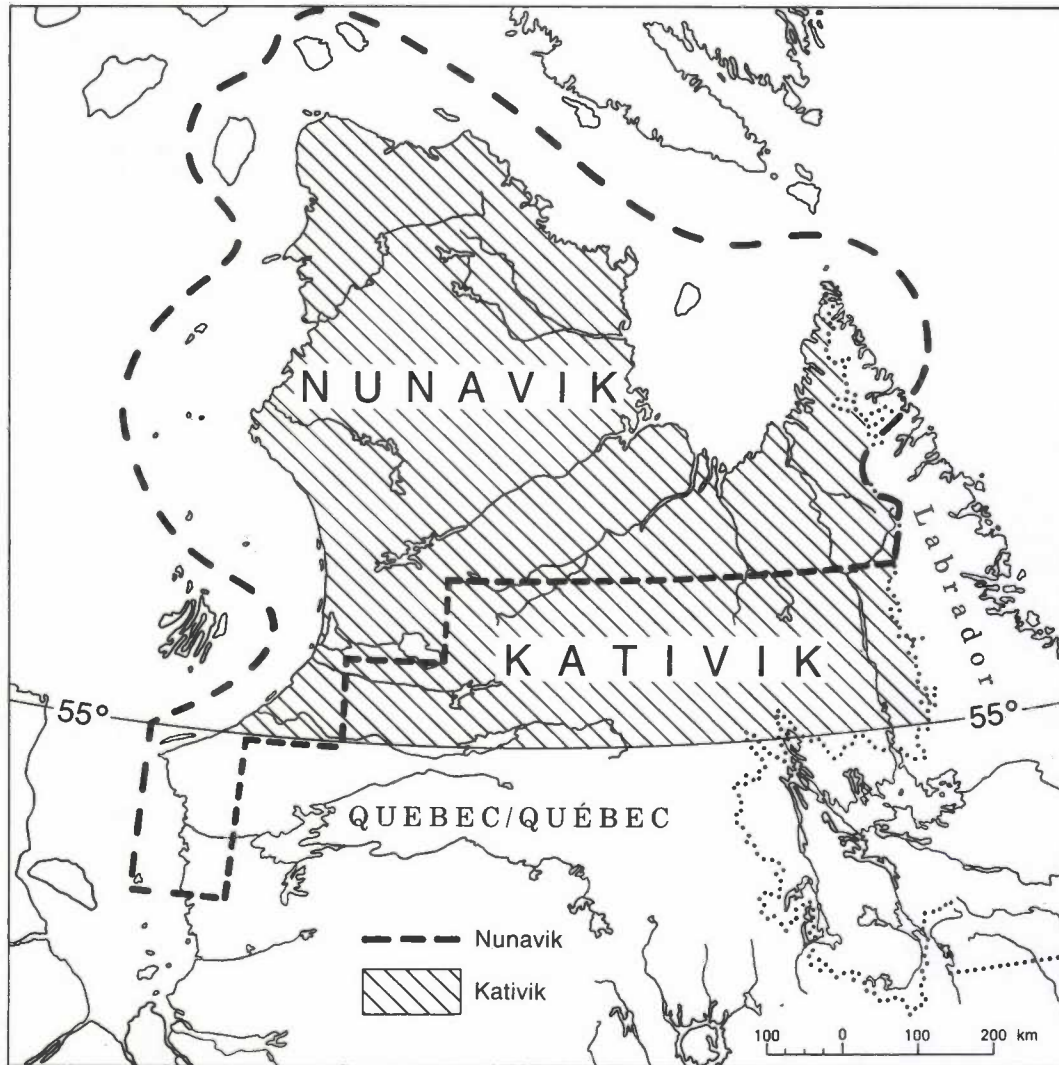 NUNAVIK
Labrador
KATIVIK
55°
55°
QUEBEC/QUÉBEC
Nunavik
Kativik
100 0 100 200 km